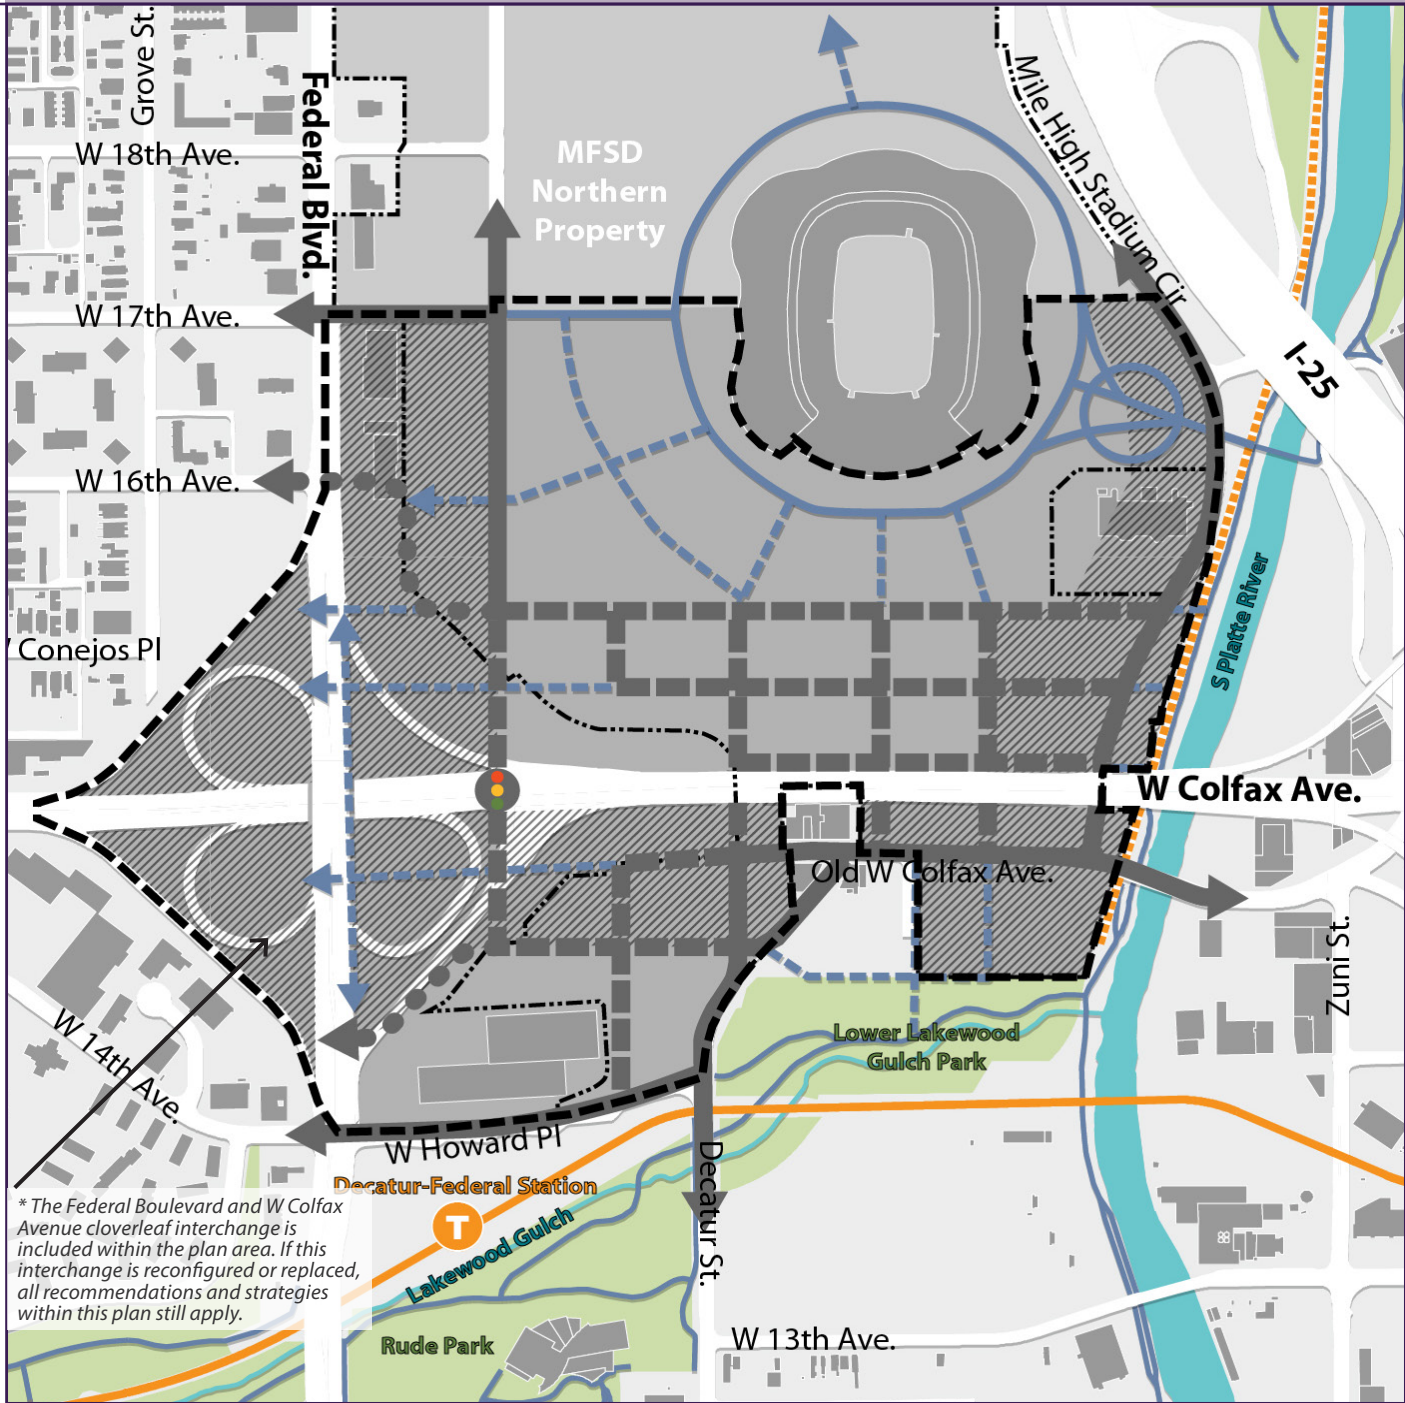 Grove St.
Federal Blvd.
W 18th Ave.
MFSD
Northern
Property
Mile High Stadium Cir
W 17th Ave.
I-25
W 16th Ave.
S Platte River
Conejos Pl
W Colfax Ave.
Old W Colfax Ave.
Zuni St.
W 14th Ave.
Lower Lakewood
Gulch Park
W Howard Pl
Decatur St.
Decatur-Federal Station
T
Lakewood Gulch
* The Federal Boulevard and W Colfax
Avenue cloverleaf interchange is
included within the plan area. If this
interchange is reconfigured or replaced,
all recommendations and strategies
within this plan still apply.
Rude Park
W 13th Ave.